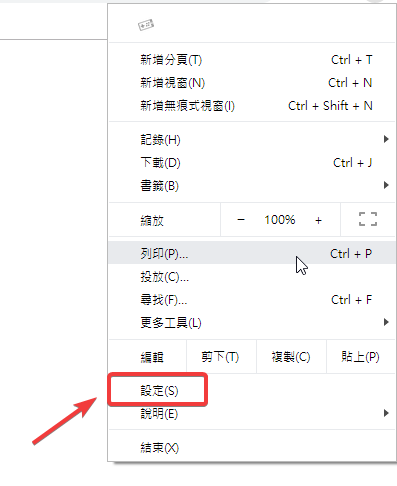 新增分頁(T) Ctrl + T
新增視窗(N) Ctrl + N
新增無痕式視窗(I) Ctrl + Shift + N
記錄(H)
下載(D) Ctrl + J
書籤(B)
縮放 − 100% +
列印(P)... Ctrl + P
投放(C)...
尋找(F)... Ctrl + F
更多工具(L)
編輯 剪下(T) 複製(C) 貼上(P)
設定(S)
說明(E)
結束(X)